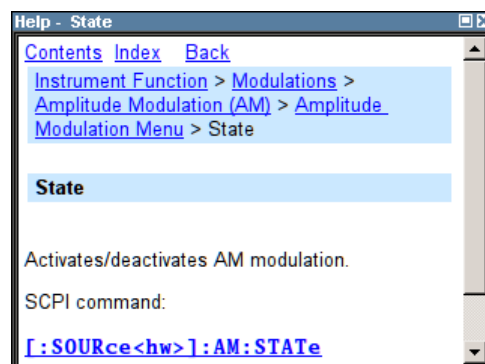 Help - State
Contents Index Back
Instrument Function > Modulations >
Amplitude Modulation (AM) > Amplitude
Modulation Menu > State
State
Activates/deactivates AM modulation.
SCPI command:
[:SOURce<hw>]:AM:STATe